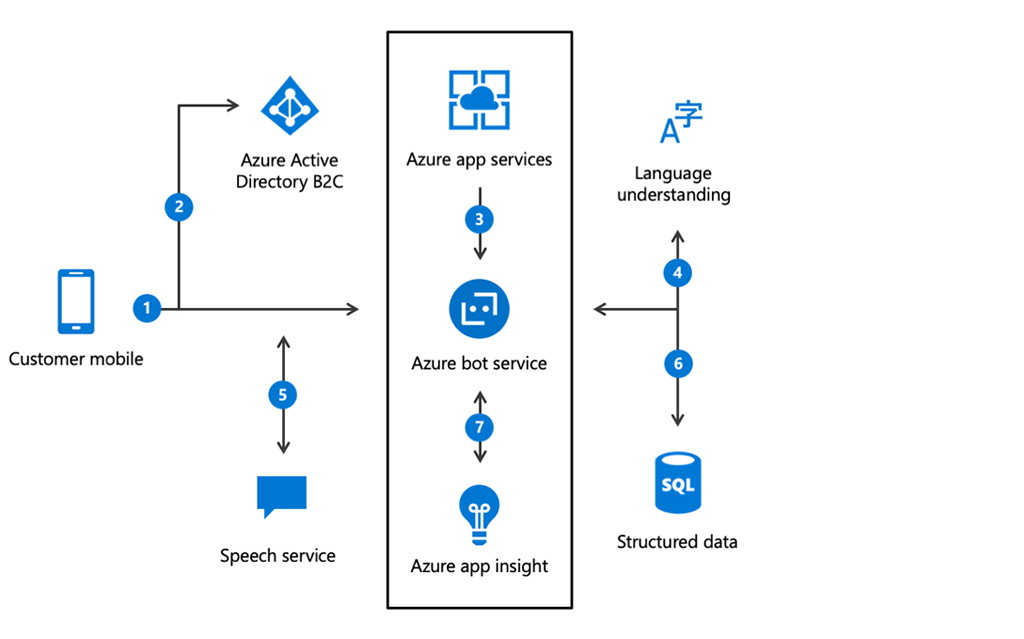 Azure Active
Directory B2C
Azure app services
A字
Language
understanding
2
3
4
1
Customer mobile
Azure bot service
6
5
7
SQL
Speech service
Azure app insight
Structured data